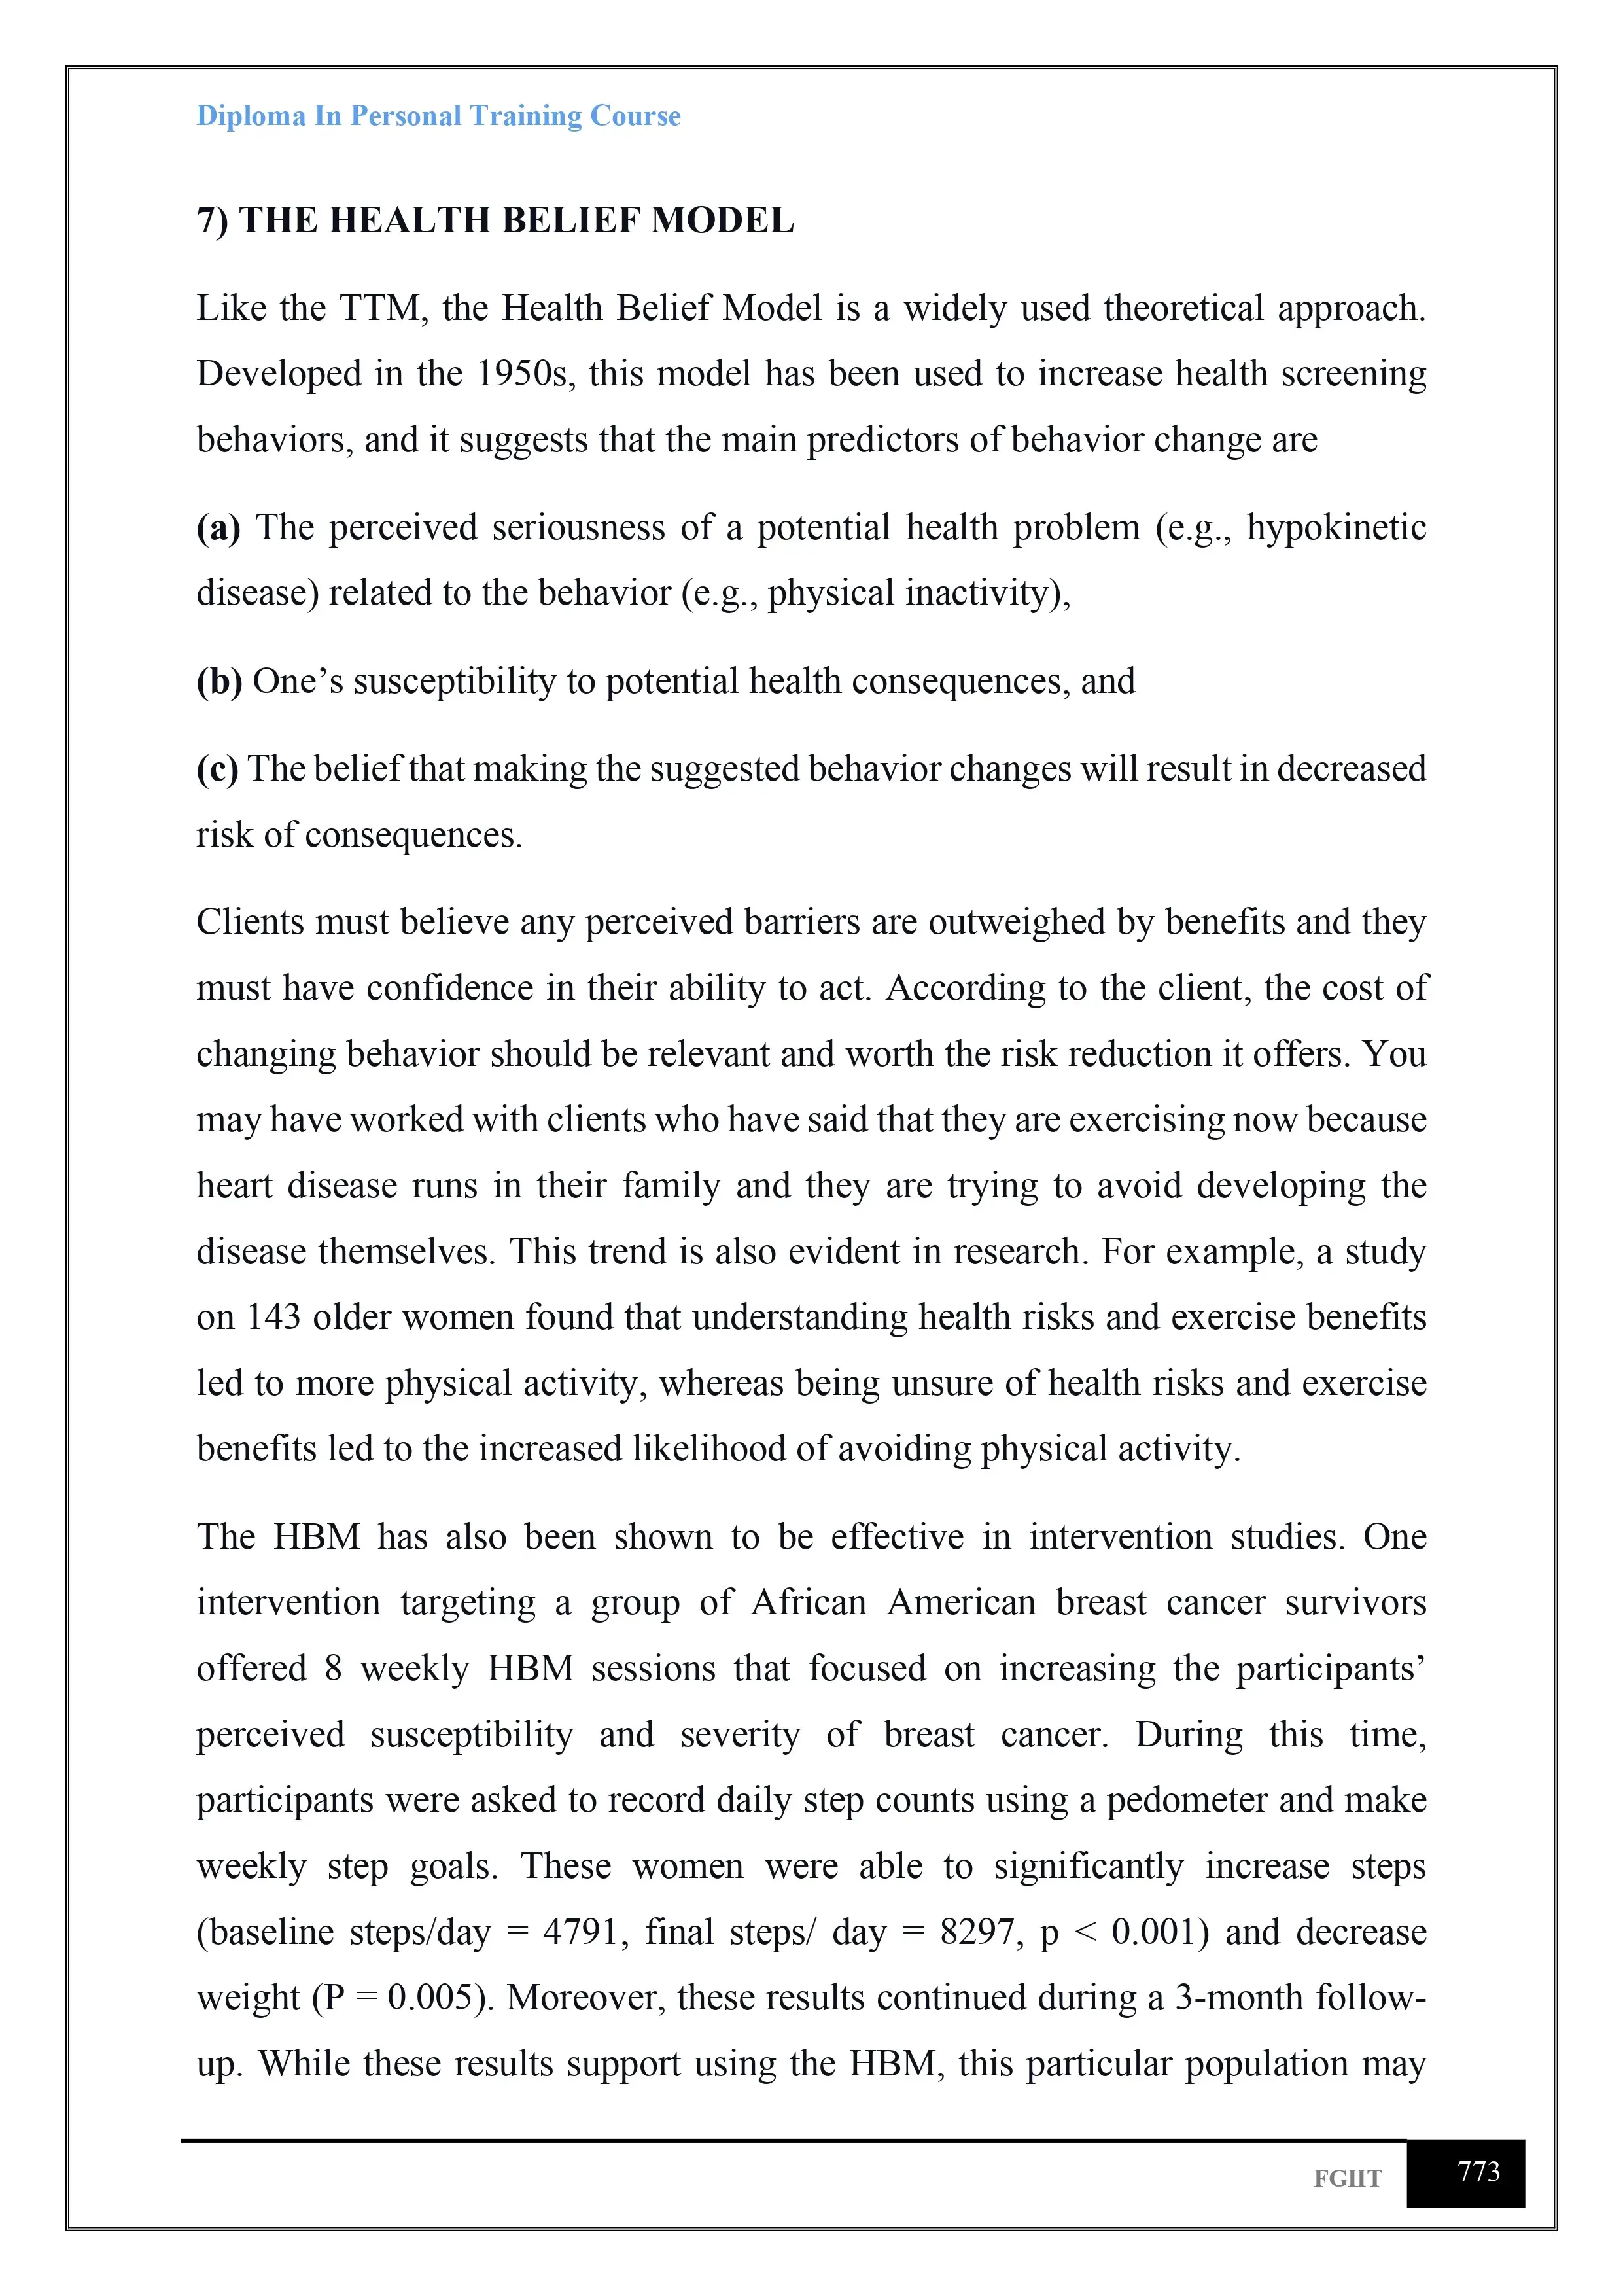 Diploma In Personal Training Course
7) THE HEALTH BELIEF MODEL
Like the TTM, the Health Belief Model is a widely used theoretical approach.
Developed in the 1950s, this model has been used to increase health screening
behaviors, and it suggests that the main predictors of behavior change are
(a) The perceived seriousness of a potential health problem (e.g., hypokinetic
disease) related to the behavior (e.g., physical inactivity),
(b) One’s susceptibility to potential health consequences, and
(c) The belief that making the suggested behavior changes will result in decreased
risk of consequences.
Clients must believe any perceived barriers are outweighed by benefits and they
must have confidence in their ability to act. According to the client, the cost of
changing behavior should be relevant and worth the risk reduction it offers. You
may have worked with clients who have said that they are exercising now because
heart disease runs in their family and they are trying to avoid developing the
disease themselves. This trend is also evident in research. For example, a study
on 143 older women found that understanding health risks and exercise benefits
led to more physical activity, whereas being unsure of health risks and exercise
benefits led to the increased likelihood of avoiding physical activity.
The HBM has also been shown to be effective in intervention studies. One
intervention targeting a group of African American breast cancer survivors
offered 8 weekly HBM sessions that focused on increasing the participants’
perceived susceptibility and severity of breast cancer. During this time,
participants were asked to record daily step counts using a pedometer and make
weekly step goals. These women were able to significantly increase steps
(baseline steps/day = 4791, final steps/ day = 8297, p < 0.001) and decrease
weight (P = 0.005). Moreover, these results continued during a 3-month follow-
up. While these results support using the HBM, this particular population may
FGIIT 773